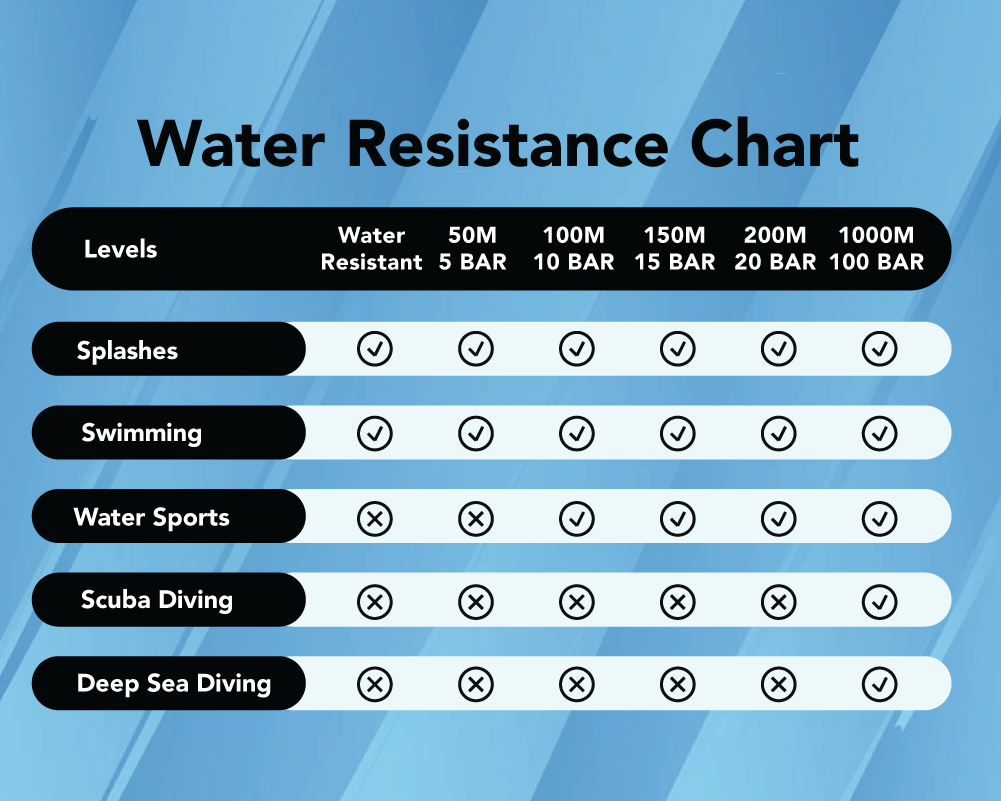 Water Resistance Chart
Levels
Water Resistant
50M 5 BAR
100M 10 BAR
150M 15 BAR
200M 20 BAR
1000M 100 BAR
Splashes
Swimming
Water Sports
Scuba Diving
Deep Sea Diving